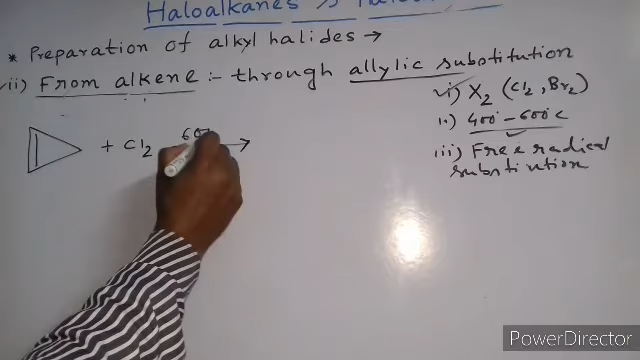 Haloalkanes
* Preparation of alkyl halides →
ii) From alkene :- through allylic substitution
i) X2 (Cl2, Br2)
ii) 400 - 600°C
iii) Free radical
substitution
+ Cl2 →
PowerDirector